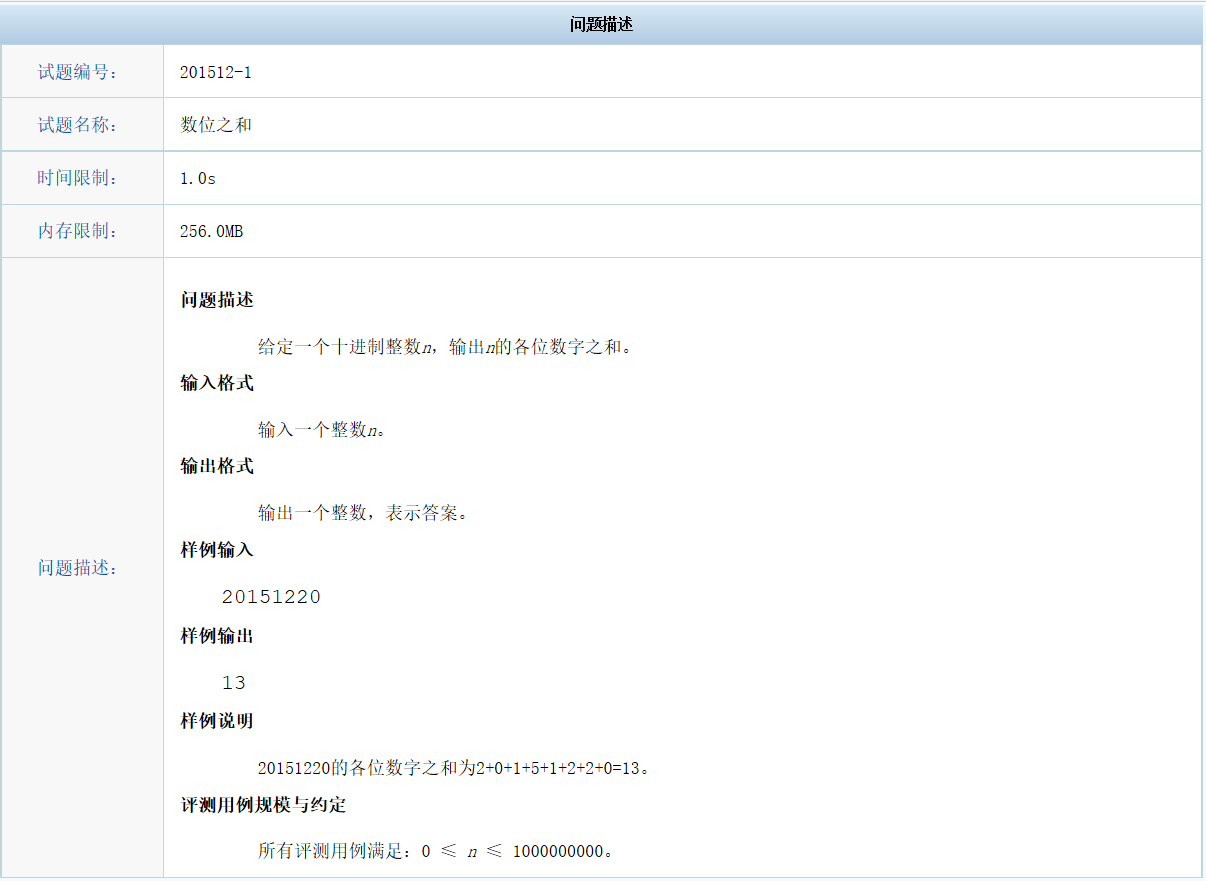 问题描述
试题编号： 201512-1
试题名称： 数位之和
时间限制： 1.0s
内存限制： 256.0MB
问题描述：
问题描述
给定一个十进制整数n，输出n的各位数字之和。
输入格式
输入一个整数n。
输出格式
输出一个整数，表示答案。
样例输入
20151220
样例输出
13
样例说明
20151220的各位数字之和为2+0+1+5+1+2+2+0=13。
评测用例规模与约定
所有评测用例满足：0 ≤ n ≤ 1000000000。